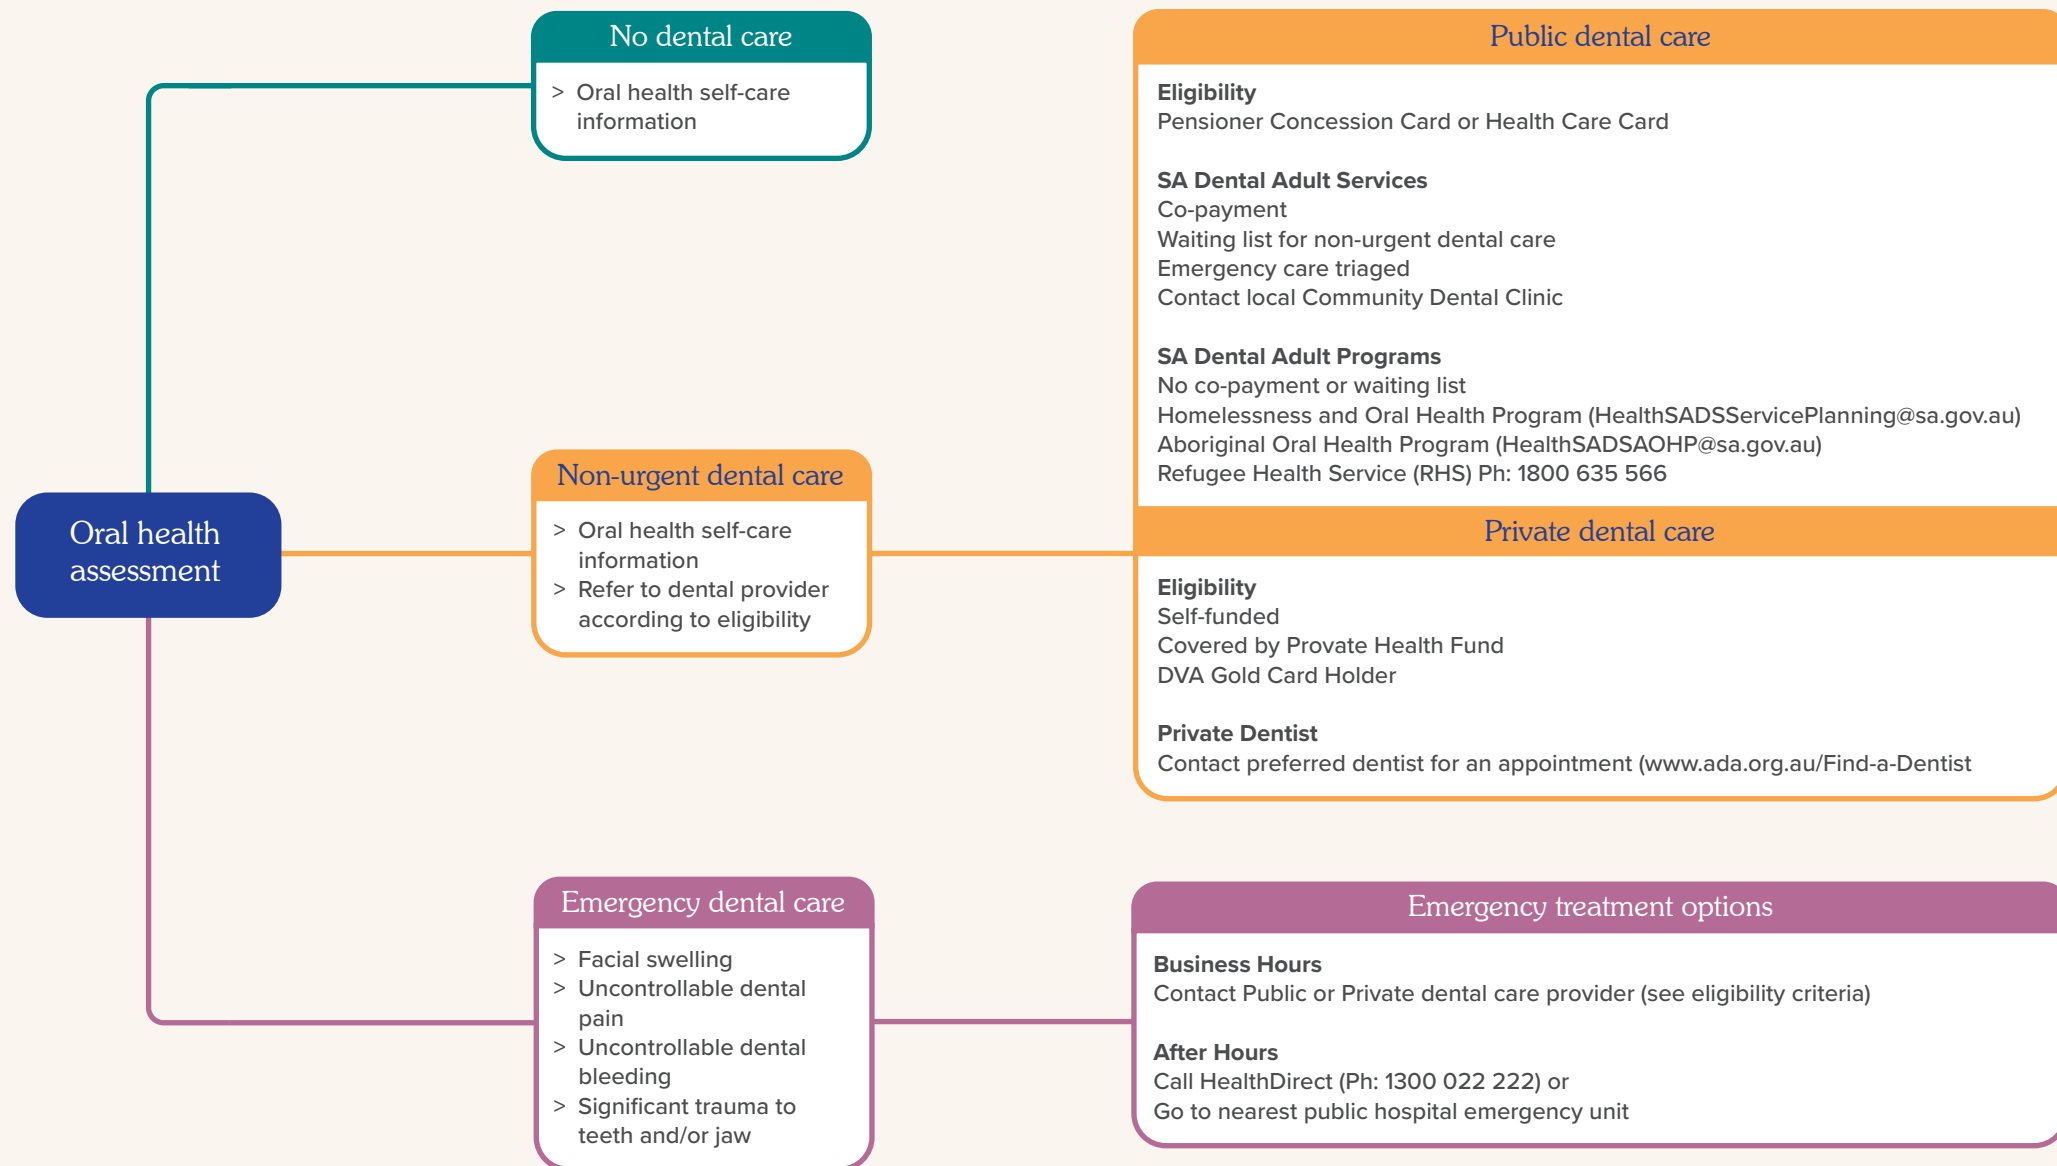 Oral health
assessment
No dental care
> Oral health self-care
information
Non-urgent dental care
> Oral health self-care
information
> Refer to dental provider
according to eligibility
Emergency dental care
> Facial swelling
> Uncontrollable dental
pain
> Uncontrollable dental
bleeding
> Significant trauma to
teeth and/or jaw
Public dental care
Eligibility
Pensioner Concession Card or Health Care Card
SA Dental Adult Services
Co-payment
Waiting list for non-urgent dental care
Emergency care triaged
Contact local Community Dental Clinic
SA Dental Adult Programs
No co-payment or waiting list
Homelessness and Oral Health Program (HealthSADSServicePlanning@sa.gov.au)
Aboriginal Oral Health Program (HealthSADSAOHP@sa.gov.au)
Refugee Health Service (RHS) Ph: 1800 635 566
Private dental care
Eligibility
Self-funded
Covered by Provate Health Fund
DVA Gold Card Holder
Private Dentist
Contact preferred dentist for an appointment (www.ada.org.au/Find-a-Dentist
Emergency treatment options
Business Hours
Contact Public or Private dental care provider (see eligibility criteria)
After Hours
Call HealthDirect (Ph: 1300 022 222) or
Go to nearest public hospital emergency unit